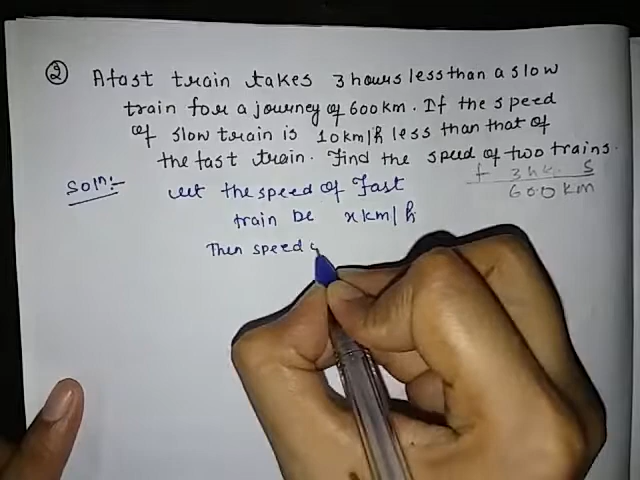 ② A fast train takes 3 hours less than a slow
train for a journey of 600 km. If the speed
of slow train is 10 km/h less than that of
the fast train. Find the speed of two trains.
f 3hr. S
600 km
Soln:- Let the speed of Fast
train be x km/h
Then speed